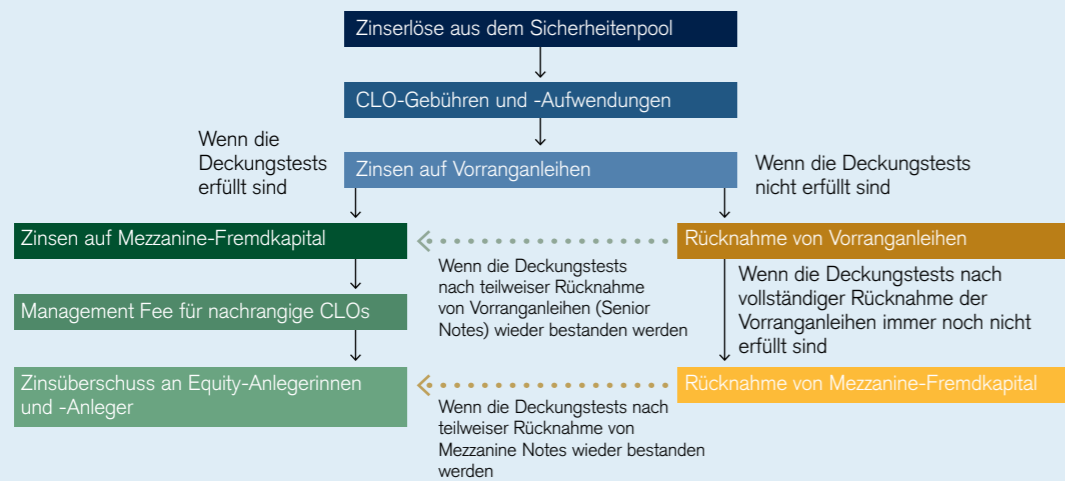 Zinserlöse aus dem Sicherheitenpool
CLO-Gebühren und -Aufwendungen
Wenn die
Deckungstests
erfüllt sind
Zinsen auf Vorranganleihen
Wenn die Deckungstests
nicht erfüllt sind
Zinsen auf Mezzanine-Fremdkapital
Rücknahme von Vorranganleihen
Wenn die Deckungstests
nach teilweiser Rücknahme
von Vorranganleihen (Senior
Notes) wieder bestanden werden
Wenn die Deckungstests nach
vollständiger Rücknahme der
Vorranganleihen immer noch nicht
erfüllt sind
Management Fee für nachrangige CLOs
Zinsüberschuss an Equity-Anlegerinnen
und -Anleger
Rücknahme von Mezzanine-Fremdkapital
Wenn die Deckungstests nach
teilweiser Rücknahme von
Mezzanine Notes wieder bestanden
werden